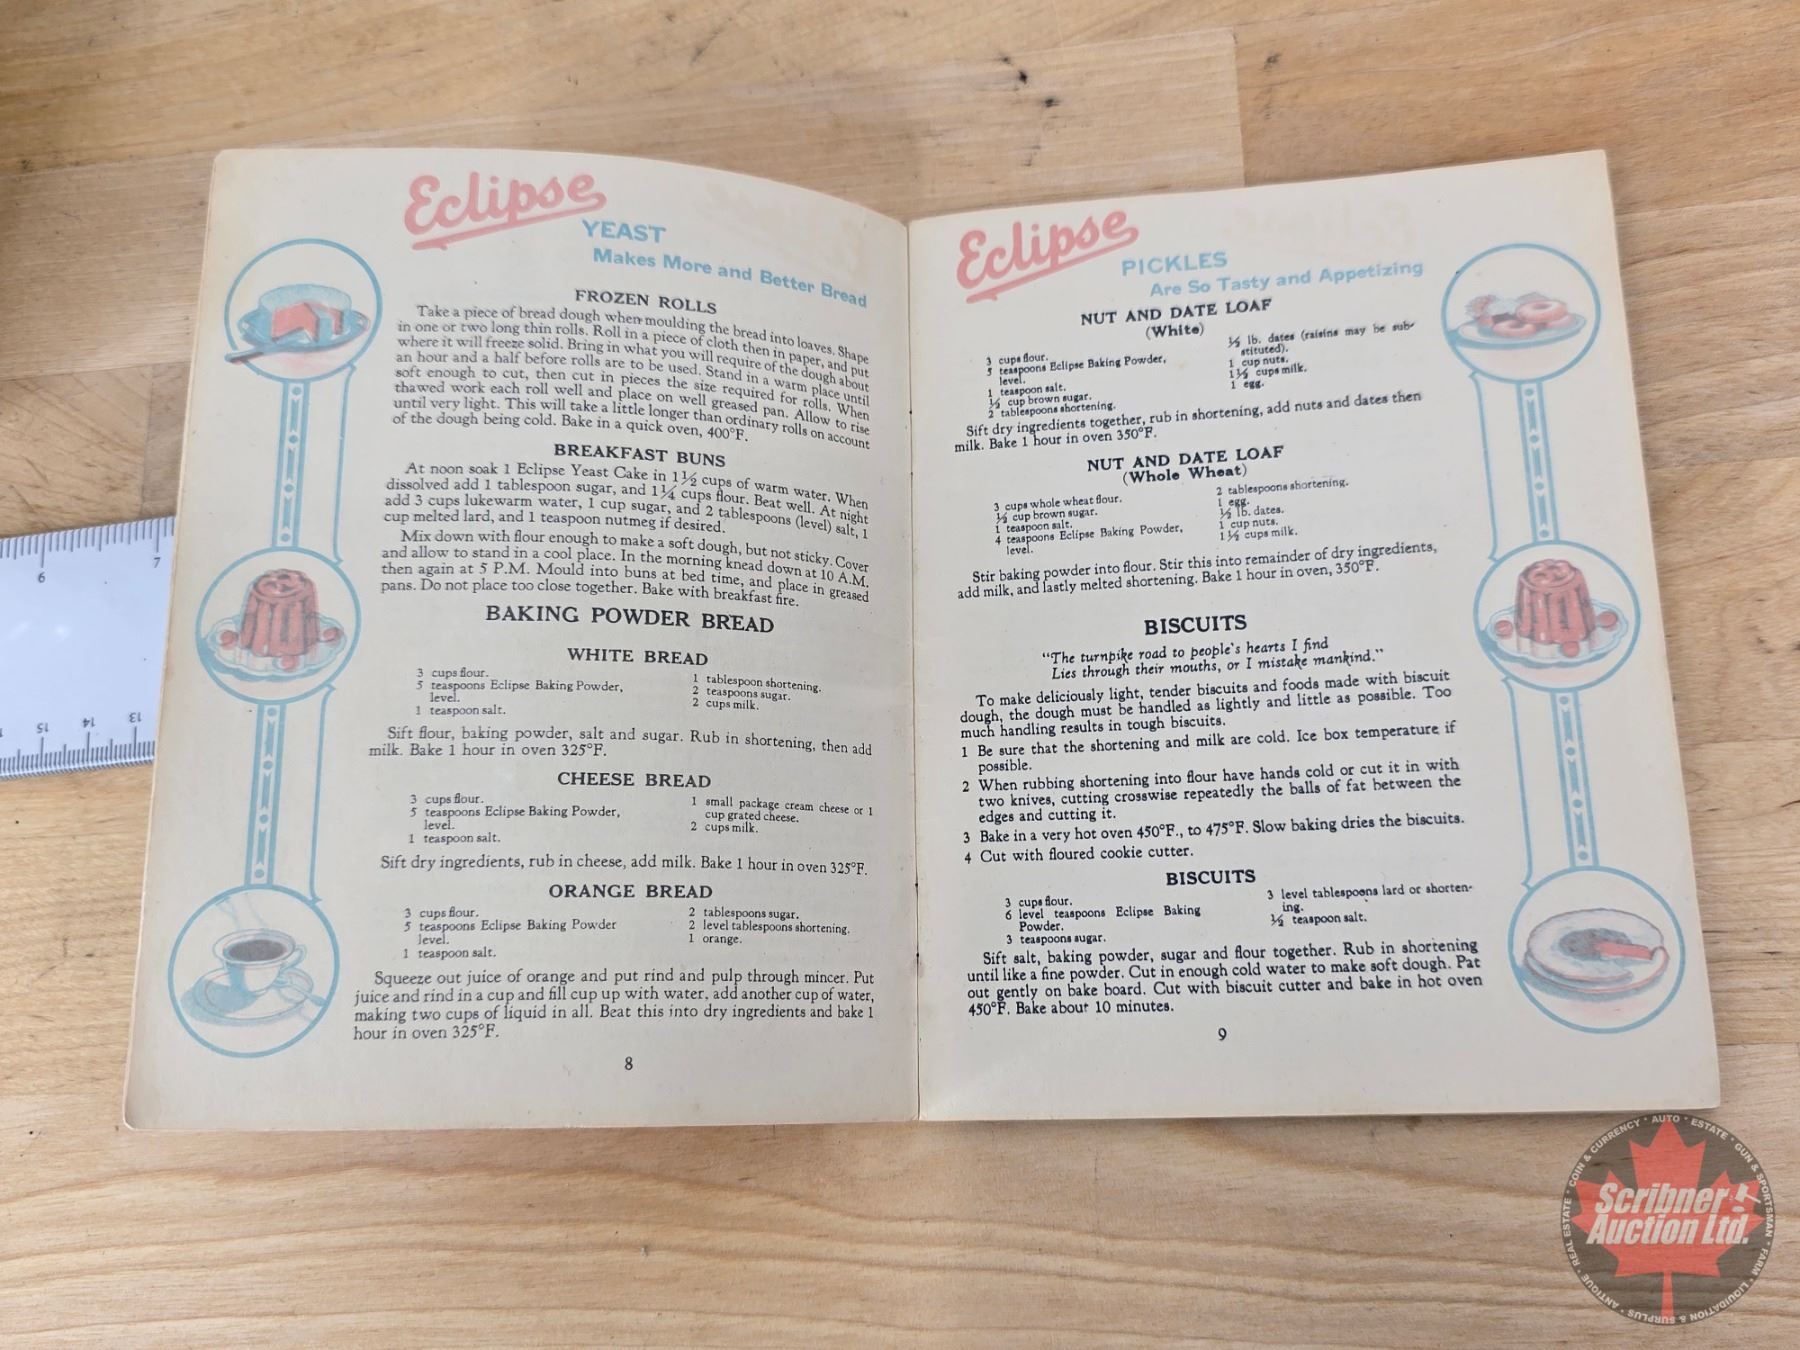 Eclipse
YEAST
Makes More and Better Bread
FROZEN ROLLS
Take a piece of bread dough when moulding the bread into loaves. Shape
in one or two long thin rolls. Roll in a piece of cloth then in paper, and put
where it will freeze solid. Bring in what you will require of the dough about
an hour and a half before rolls are to be used. Stand in a warm place until
soft enough to cut, then cut in pieces the size required for rolls. When
thawed work each roll well and place on well greased pan. Allow to rise
until very light. This will take a little longer than ordinary rolls on account
of the dough being cold. Bake in a quick oven, 400°F.
BREAKFAST BUNS
At noon soak 1 Eclipse Yeast Cake in 1½ cups of warm water. When
dissolved add 1 tablespoon sugar, and 1¼ cups flour. Beat well. At night
add 3 cups lukewarm water, 1 cup sugar, and 2 tablespoons (level) salt, 1
cup melted lard, and 1 teaspoon nutmeg if desired.
Mix down with flour enough to make a soft dough, but not sticky. Cover
and allow to stand in a cool place. In the morning knead down at 10 A.M.
then again at 5 P.M. Mould into buns at bed time, and place in greased
pans. Do not place too close together. Bake with breakfast fire.
BAKING POWDER BREAD
WHITE BREAD
3 cups flour.
5 teaspoons Eclipse Baking Powder,
level.
1 teaspoon salt.
1 tablespoon shortening.
2 teaspoons sugar.
2 cups milk.
Sift flour, baking powder, salt and sugar. Rub in shortening, then add
milk. Bake 1 hour in oven 325°F.
CHEESE BREAD
3 cups flour.
5 teaspoons Eclipse Baking Powder,
level.
1 teaspoon salt.
1 small package cream cheese or 1
cup grated cheese.
2 cups milk.
Sift dry ingredients, rub in cheese, add milk. Bake 1 hour in oven 325°F.
ORANGE BREAD
3 cups flour.
5 teaspoons Eclipse Baking Powder
level.
1 teaspoon salt.
2 tablespoons sugar.
2 level tablespoons shortening.
1 orange.
Squeeze out juice of orange and put rind and pulp through mincer. Put
juice and rind in a cup and fill cup up with water, add another cup of water,
making two cups of liquid in all. Beat this into dry ingredients and bake 1
hour in oven 325°F.
8
Eclipse
PICKLES
Are So Tasty and Appetizing
NUT AND DATE LOAF
(White)
3 cups flour.
5 teaspoons Eclipse Baking Powder,
level.
1 teaspoon salt.
½ cup brown sugar.
2 tablespoons shortening.
½ lb. dates (raisins may be sub-
stituted).
1 cup nuts.
1½ cups milk.
1 egg.
Sift dry ingredients together, rub in shortening, add nuts and dates then
milk. Bake 1 hour in oven 350°F.
NUT AND DATE LOAF
(Whole Wheat)
3 cups whole wheat flour.
½ cup brown sugar.
1 teaspoon salt.
4 teaspoons Eclipse Baking Powder,
level.
2 tablespoons shortening.
1 egg.
½ lb. dates.
1 cup nuts.
1½ cups milk.
Stir baking powder into flour. Stir this into remainder of dry ingredients,
add milk, and lastly melted shortening. Bake 1 hour in oven, 350°F.
BISCUITS
"The turnpike road to people's hearts I find
Lies through their mouths, or I mistake mankind."
To make deliciously light, tender biscuits and foods made with biscuit
dough, the dough must be handled as lightly and little as possible. Too
much handling results in tough biscuits.
1 Be sure that the shortening and milk are cold. Ice box temperature if
possible.
2 When rubbing shortening into flour have hands cold or cut it in with
two knives, cutting crosswise repeatedly the balls of fat between the
edges and cutting it.
3 Bake in a very hot oven 450°F., to 475°F. Slow baking dries the biscuits.
4 Cut with floured cookie cutter.
BISCUITS
3 cups flour.
6 level teaspoons Eclipse Baking
Powder.
3 teaspoons sugar.
3 level tablespoons lard or shorten-
ing.
½ teaspoon salt.
Sift salt, baking powder, sugar and flour together. Rub in shortening
until like a fine powder. Cut in enough cold water to make soft dough. Pat
out gently on bake board. Cut with biscuit cutter and bake in hot oven
450°F. Bake about 10 minutes.
9
6 7
15 14 13
COIN & CURRENCY • AUTO • ESTATE • GUN & SPORTSMAN • FARM • LIQUIDATION & SURPLUS • ANTIQUE • REAL ESTATE
Scribner
Auction Ltd.